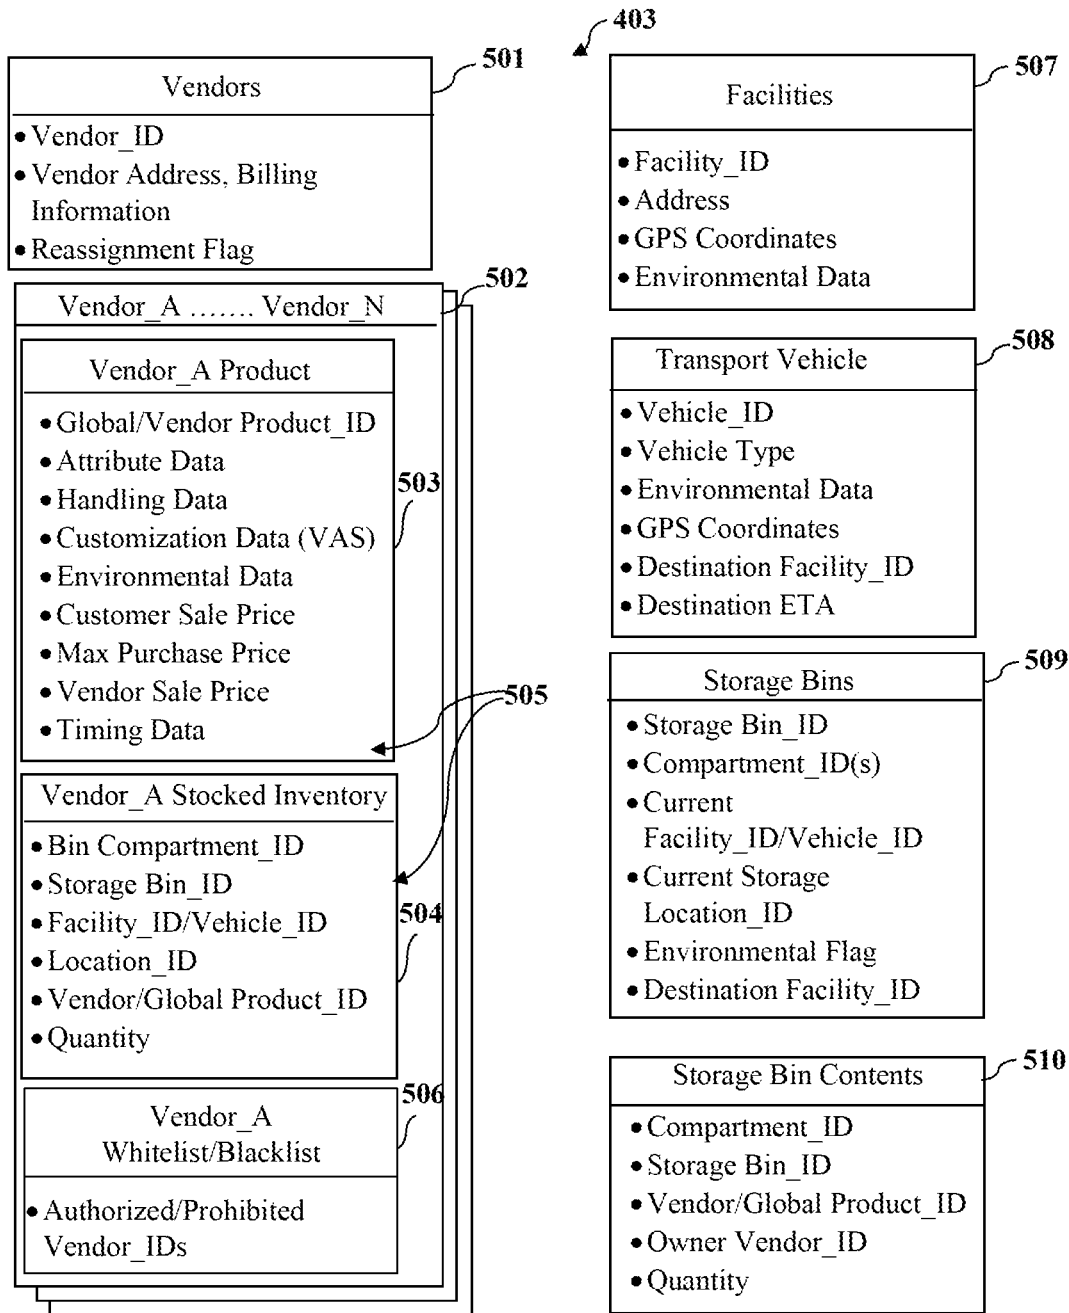 403
501
Vendors
• Vendor_ID
• Vendor Address, Billing
Information
• Reassignment Flag
502
Vendor_A ……. Vendor_N
Vendor_A Product
• Global/Vendor Product_ID
• Attribute Data
• Handling Data
• Customization Data (VAS)
• Environmental Data
• Customer Sale Price
• Max Purchase Price
• Vendor Sale Price
• Timing Data
503
505
Vendor_A Stocked Inventory
• Bin Compartment_ID
• Storage Bin_ID
• Facility_ID/Vehicle_ID
• Location_ID
• Vendor/Global Product_ID
• Quantity
504
506
Vendor_A
Whitelist/Blacklist
• Authorized/Prohibited
Vendor_IDs
507
Facilities
• Facility_ID
• Address
• GPS Coordinates
• Environmental Data
508
Transport Vehicle
• Vehicle_ID
• Vehicle Type
• Environmental Data
• GPS Coordinates
• Destination Facility_ID
• Destination ETA
509
Storage Bins
• Storage Bin_ID
• Compartment_ID(s)
• Current
Facility_ID/Vehicle_ID
• Current Storage
Location_ID
• Environmental Flag
• Destination Facility_ID
510
Storage Bin Contents
• Compartment_ID
• Storage Bin_ID
• Vendor/Global Product_ID
• Owner Vendor_ID
• Quantity